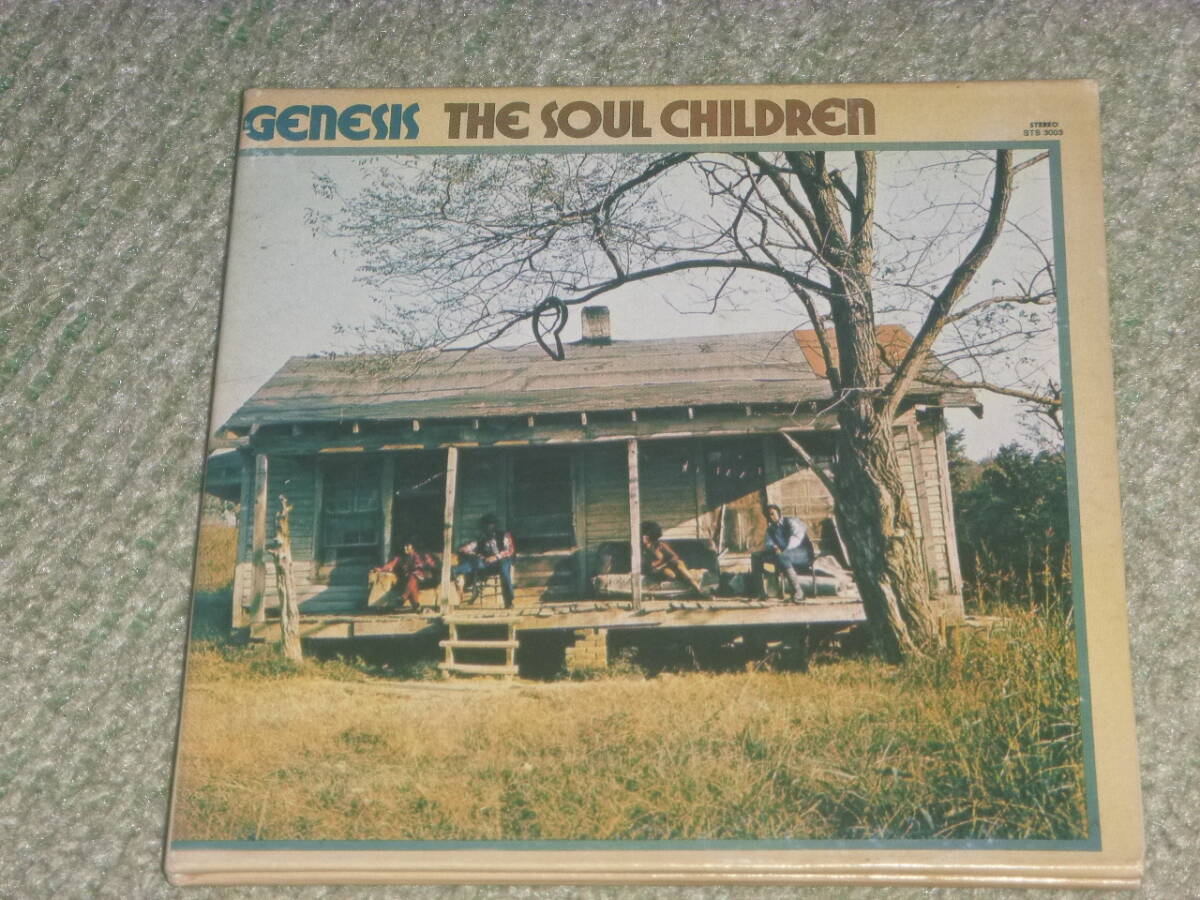 GENESIS THE SOUL CHILDREN
STEREO
STS 3003